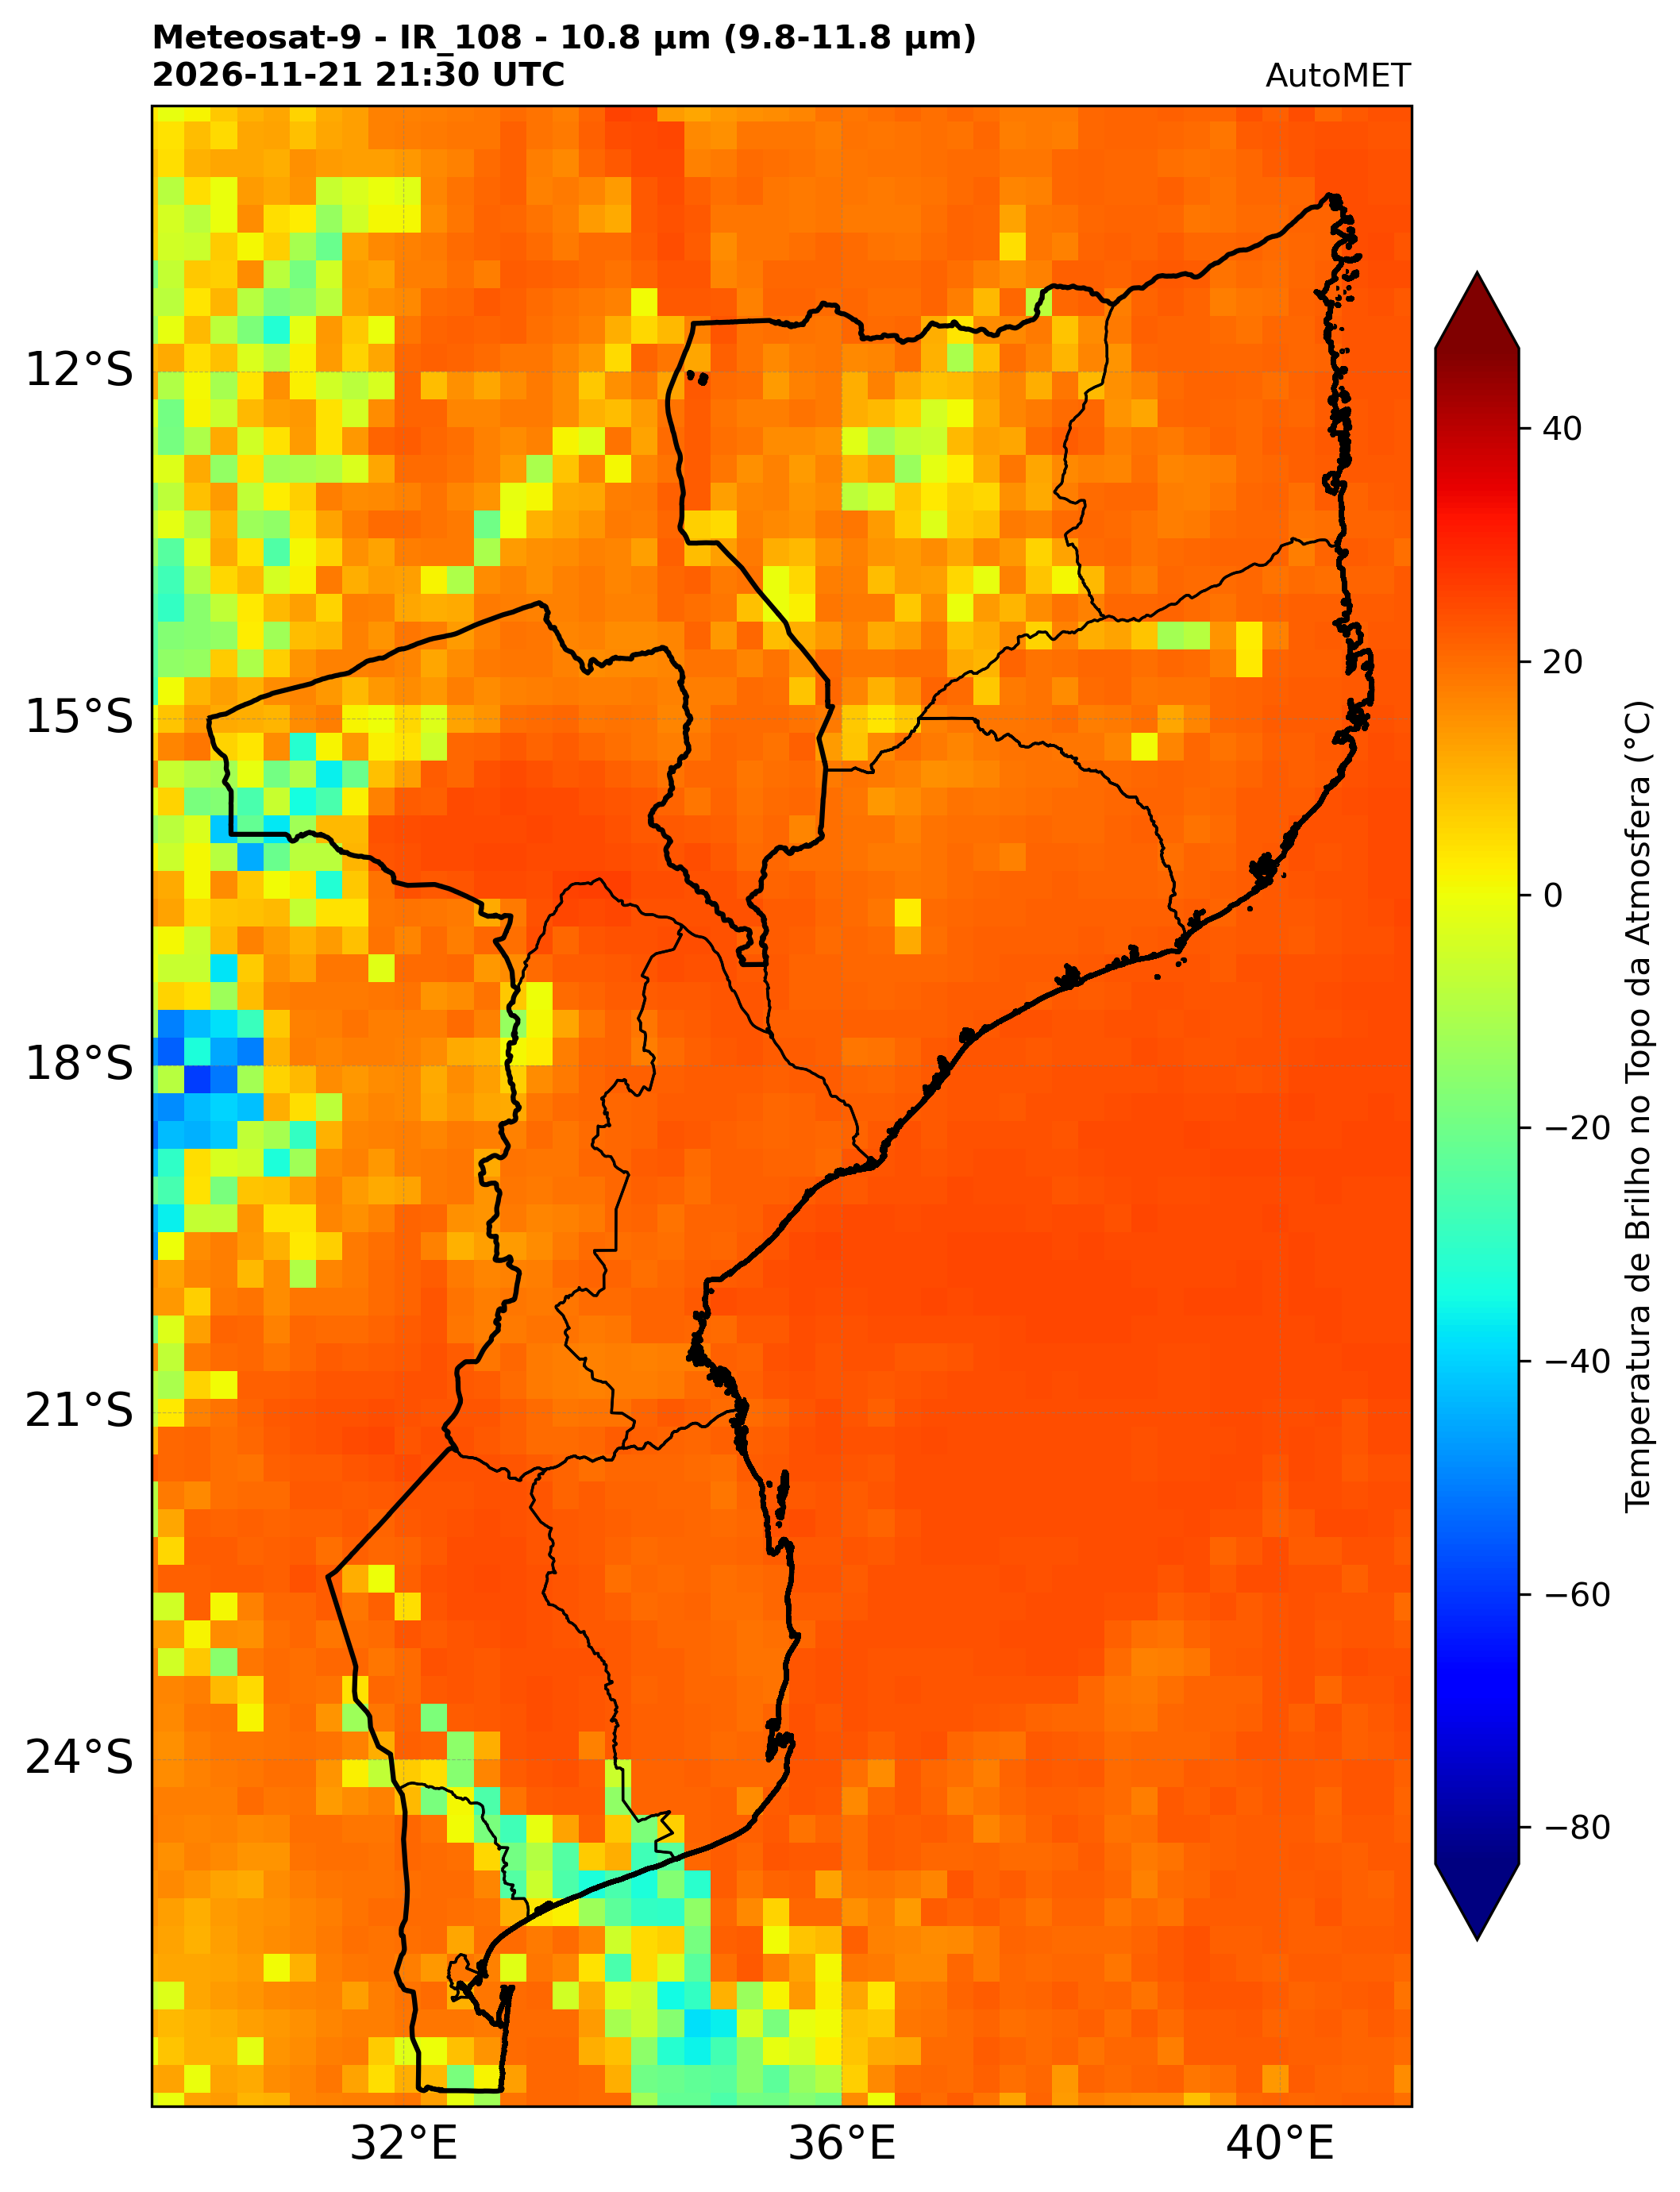 Meteosat-9 - IR_108 - 10.8 µm (9.8-11.8 µm)
2026-11-21 21:30 UTC
AutoMET
12°S
15°S
18°S
21°S
24°S
32°E
36°E
40°E
40
20
0
−20
−40
−60
−80
Temperatura de Brilho no Topo da Atmosfera (°C)